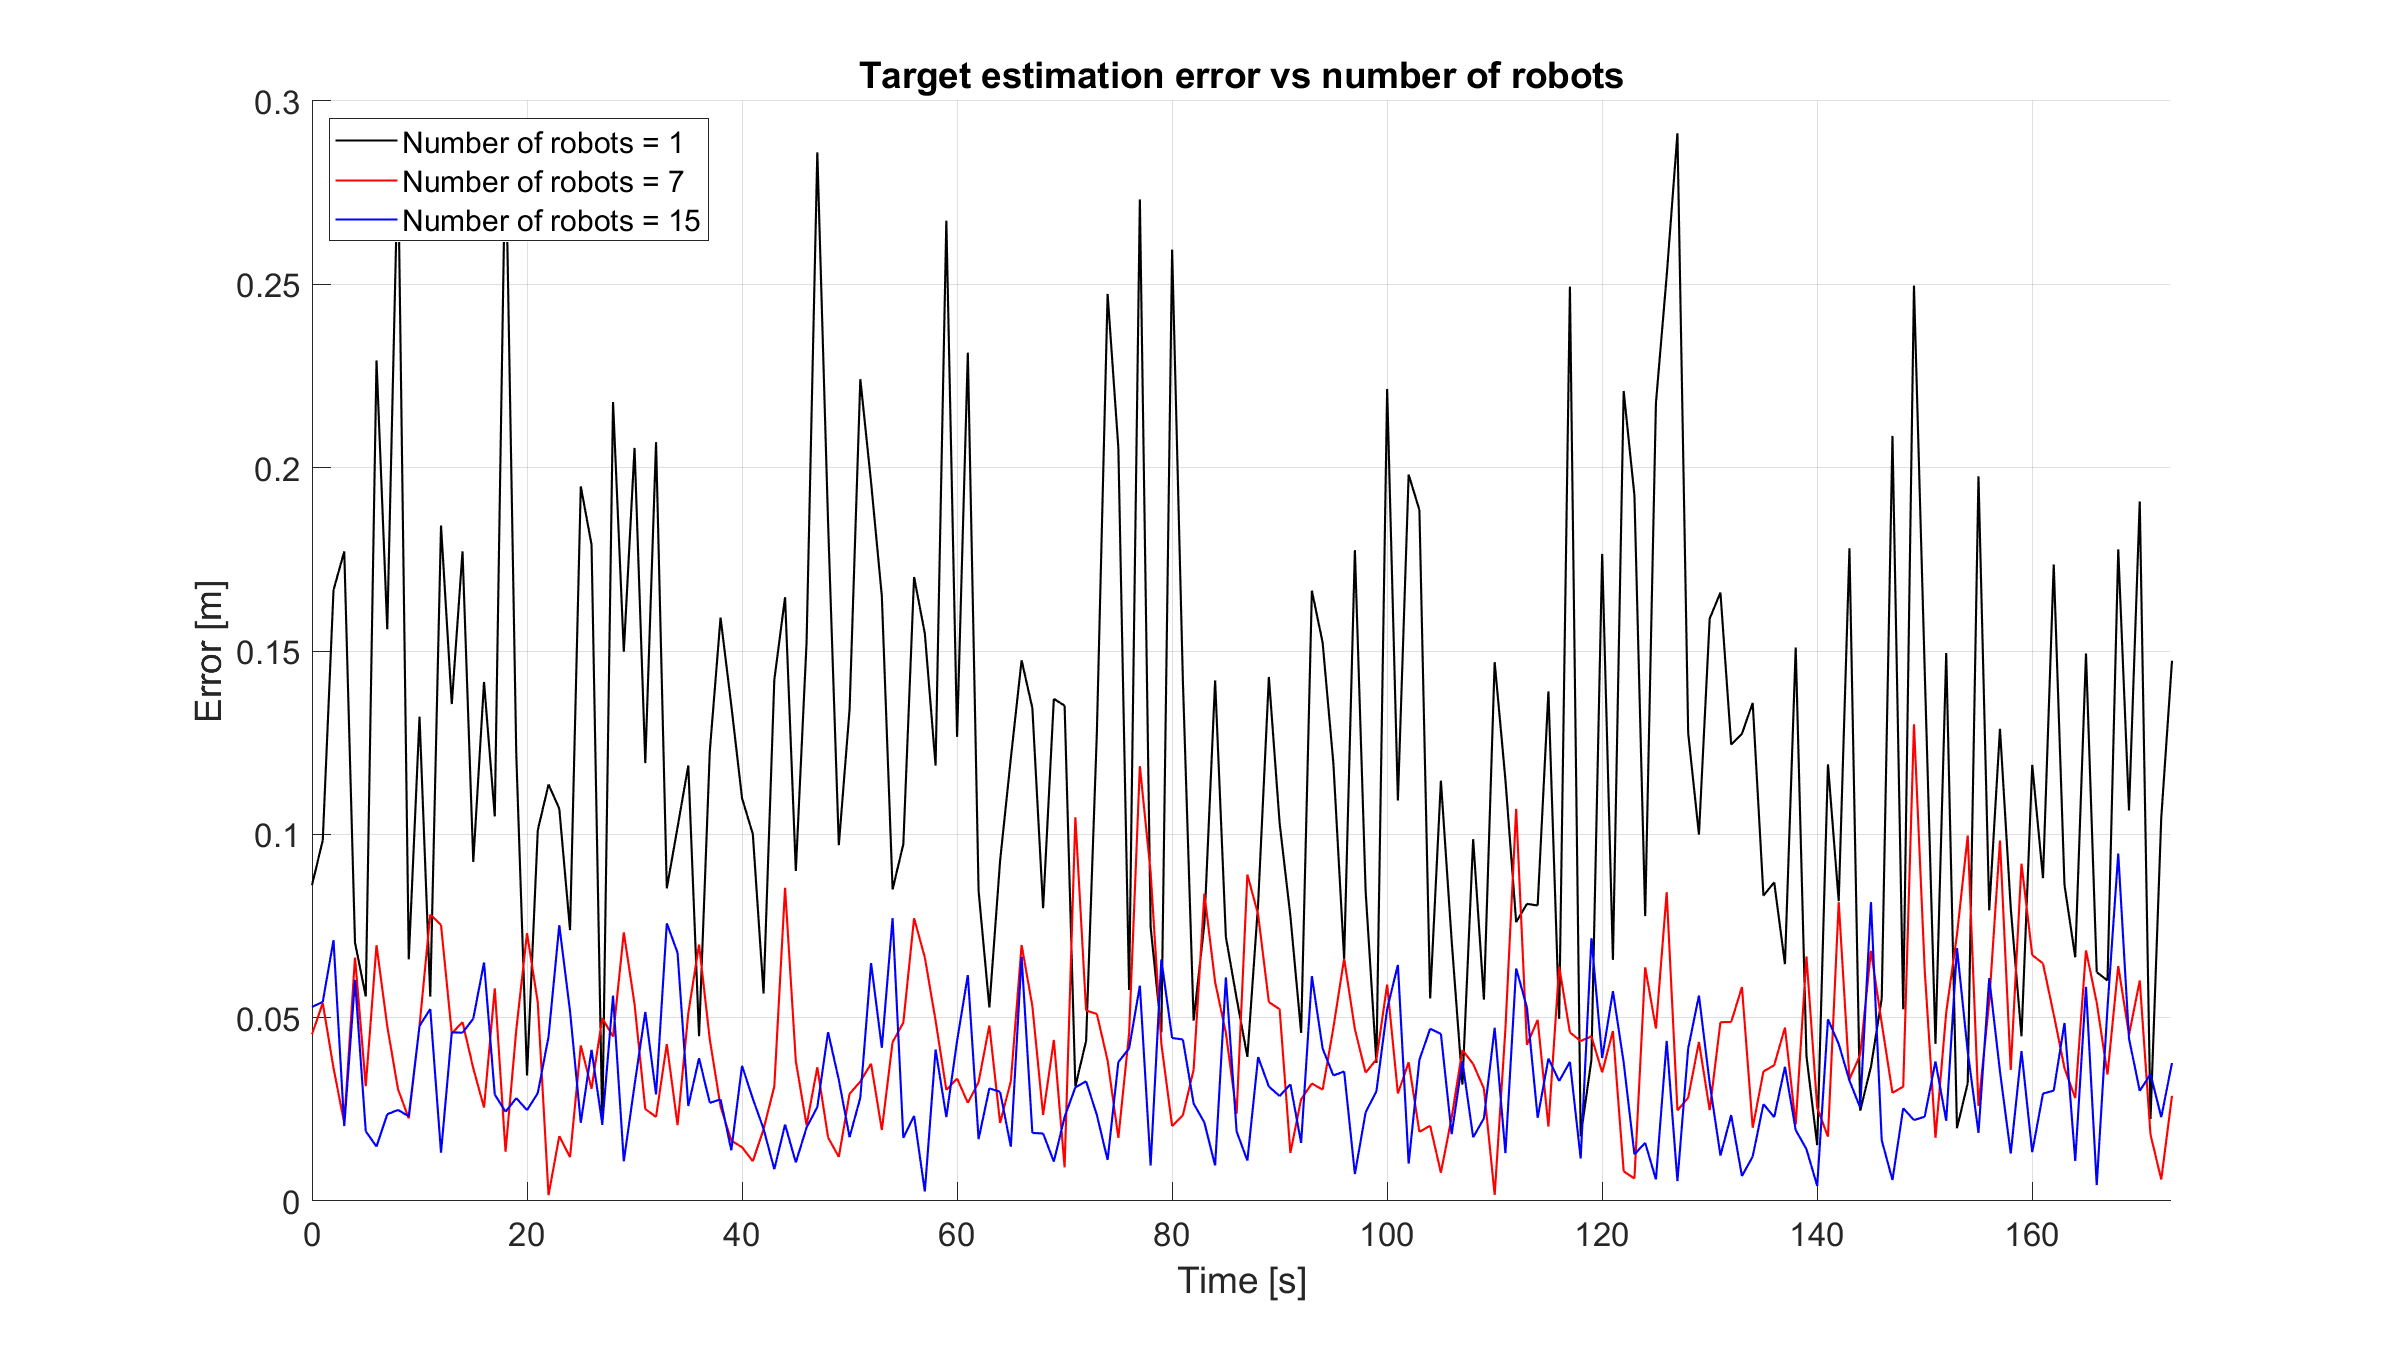 Target estimation error vs number of robots
0.3
Number of robots = 1
Number of robots = 7
Number of robots = 15
0.25
0.2
0.15
0.1
0.05
0
Error [m]
0 20 40 60 80 100 120 140 160
Time [s]